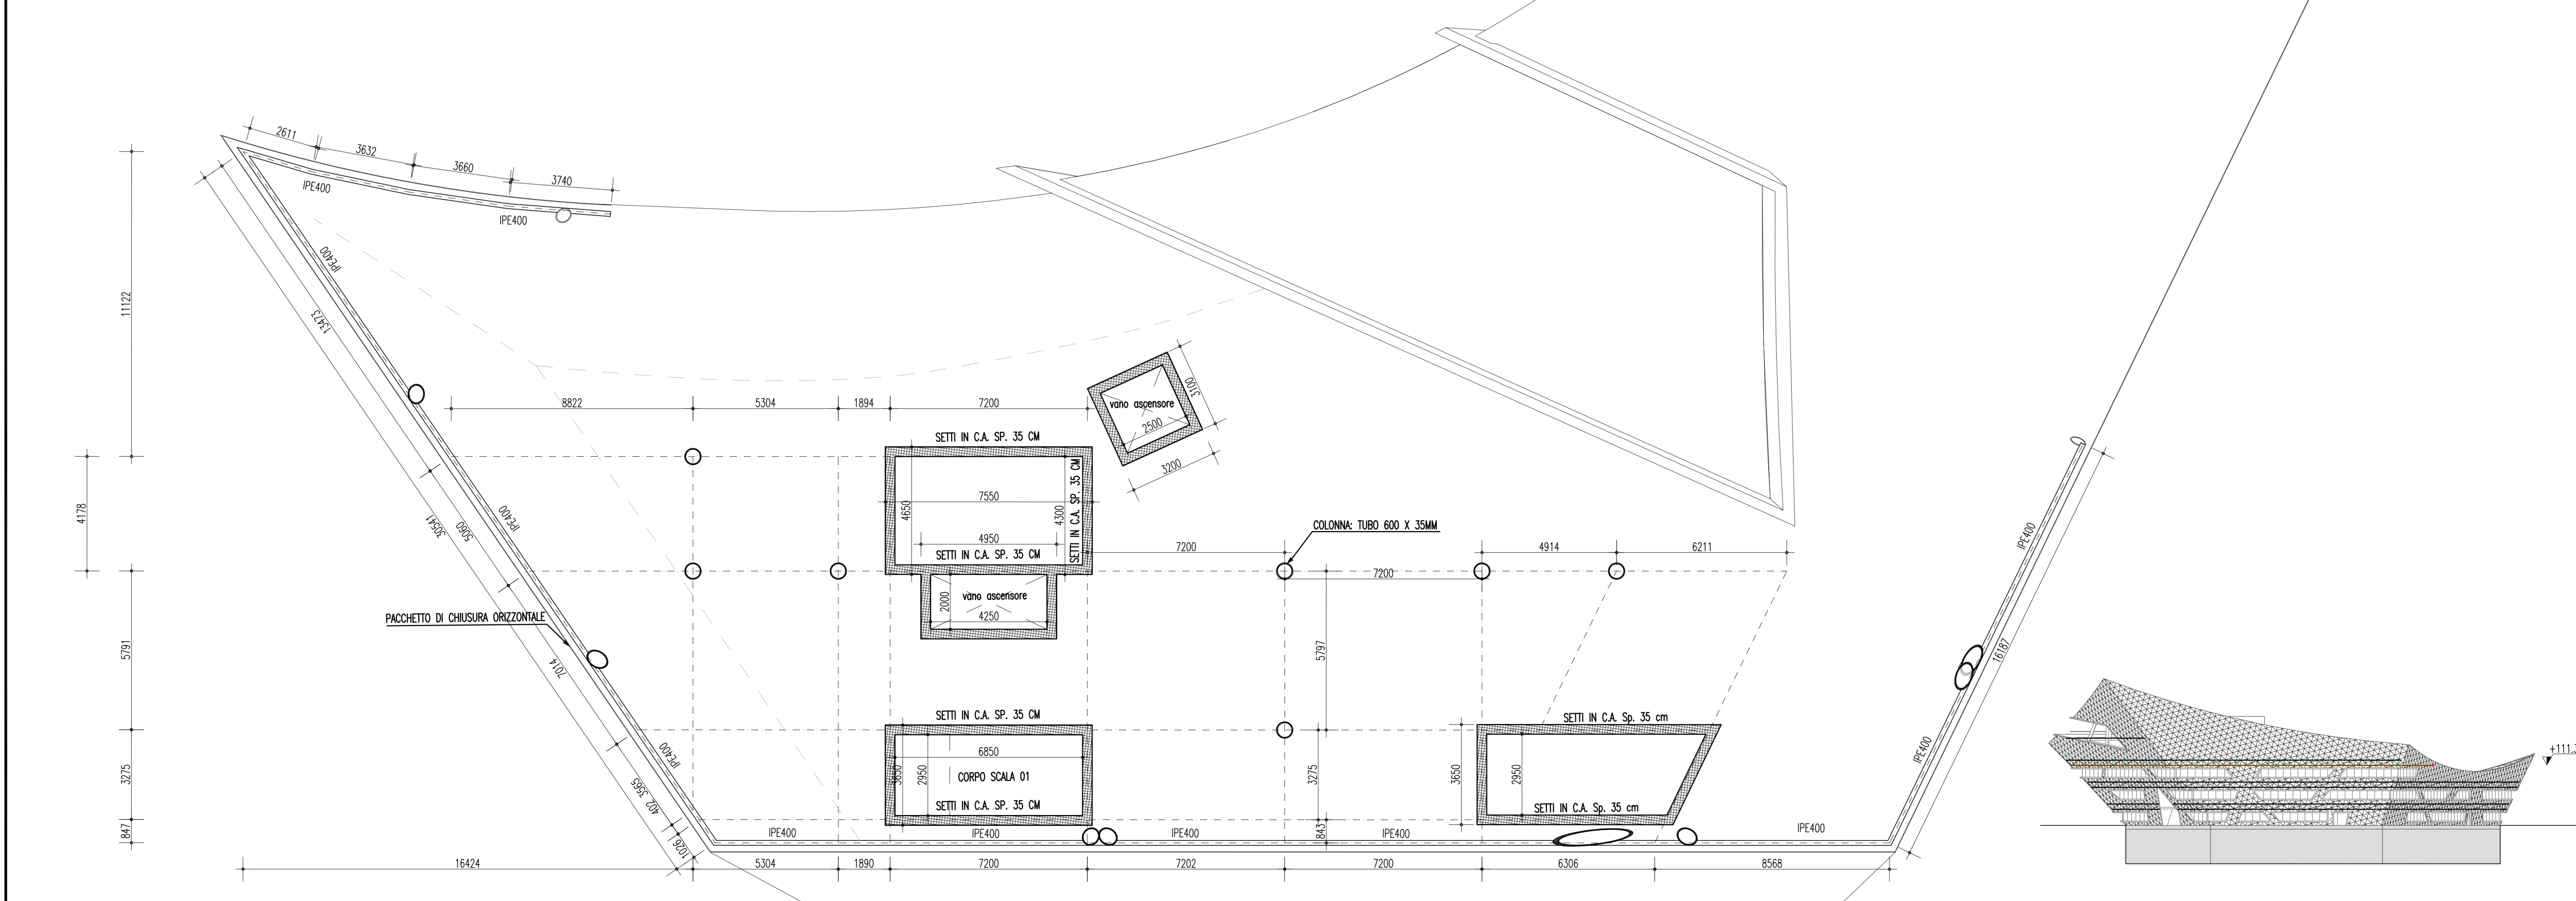 2611
3632
3660
3740
IPE400
IPE400
IPE400
11122
13473
8822
5304
1894
7200
vano ascensore
2500
3100
3200
SETTI IN C.A. SP. 35 CM
7550
4650
4300
SETTI IN C.A. SP. 35 CM
4950
SETTI IN C.A. SP. 35 CM
4178
30541
5060
IPE400
COLONNA: TUBO 600 X 35MM
7200
4914
6211
7200
IPE400
vano ascensore
2000
4250
PACCHETTO DI CHIUSURA ORIZZONTALE
5791
7014
5797
16187
SETTI IN C.A. SP. 35 CM
SETTI IN C.A. Sp. 35 cm
IPE400
IPE400
6850
3650
2950
CORPO SCALA 01
SETTI IN C.A. SP. 35 CM
3275
3565
402
3275
3650
2950
SETTI IN C.A. Sp. 35 cm
847
1026
IPE400
IPE400
IPE400
IPE400
843
IPE400
16424
5304
1890
7200
7202
7200
6306
8568